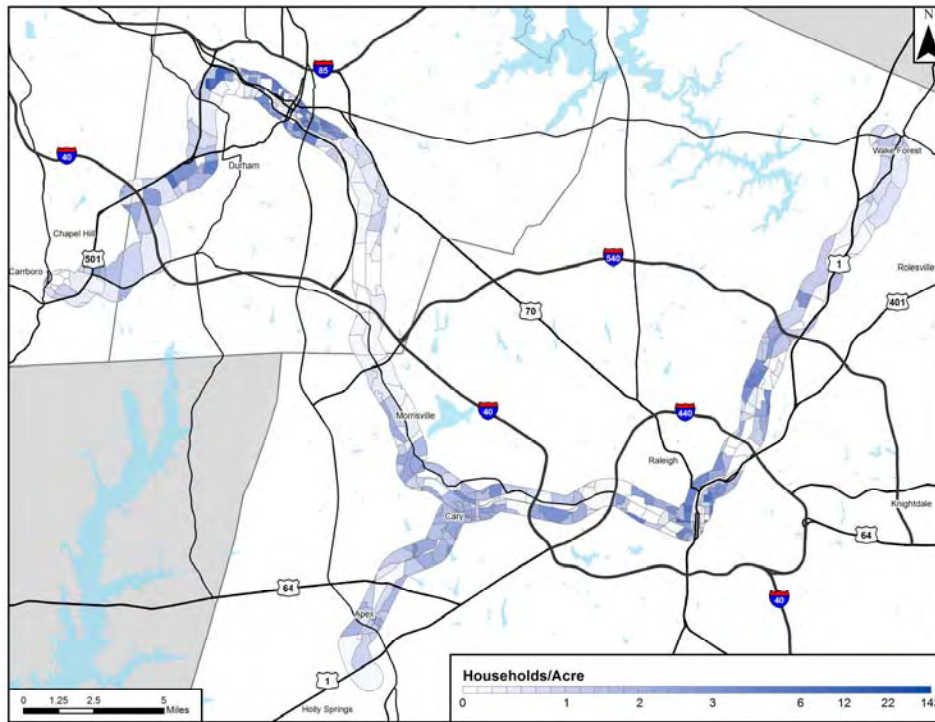 N
85
40
Wake Forest
Durham
Chapel Hill
501
Carrboro
540
1
Rolesville
401
70
Morrisville
40
440
Raleigh
Knightdale
Cary
64
64
40
Apex
1
Holly Springs
0 1.25 2.5 5
Miles
Households/Acre
0 1 2 3 6 12 22